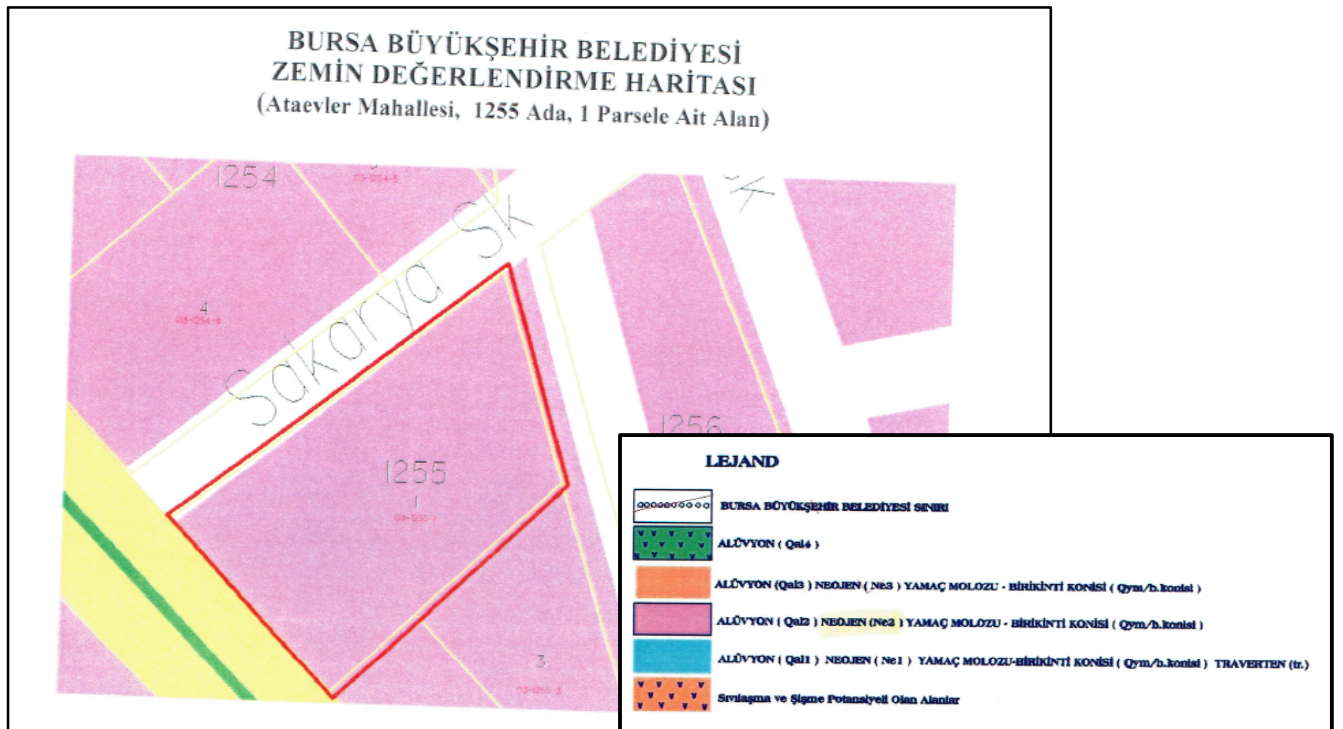 BURSA BÜYÜKŞEHİR BELEDİYESİ
ZEMİN DEĞERLENDİRME HARİTASI
(Ataevler Mahallesi, 1255 Ada, 1 Parsele Ait Alan)
1254
Sk
4
Sakarya Sk
1256
1255
1
3
LEJAND
BURSA BÜYÜKŞEHİR BELEDİYESİ SINIRI
ALÜVYON ( Qal4 )
ALÜVYON (Qal3 ) NEOJEN ( Ne3 ) YAMAÇ MOLOZU - BİRİKİNTİ KONİSİ ( Qym/b.konisi )
ALÜVYON ( Qal2 ) NEOJEN (Ne2 ) YAMAÇ MOLOZU - BİRİKİNTİ KONİSİ ( Qym/b.konisi )
ALÜVYON ( Qal1 ) NEOJEN ( Ne1 ) YAMAÇ MOLOZU-BİRİKİNTİ KONİSİ ( Qym/b.konisi ) TRAVERTEN (tr.)
Sıvılaşma ve Şişme Potansiyeli Olan Alanlar